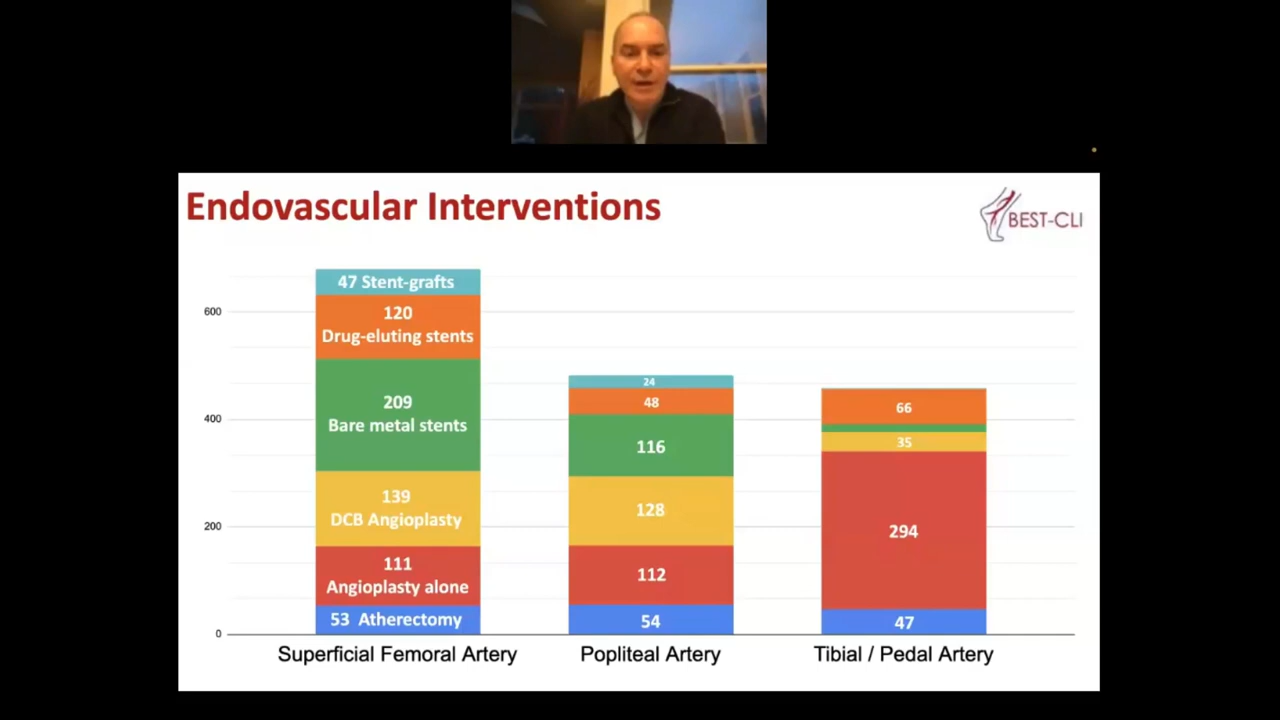 Endovascular Interventions
BEST-CLI
600
400
200
0
47 Stent-grafts
120
Drug-eluting stents
209
Bare metal stents
139
DCB Angioplasty
111
Angioplasty alone
53 Atherectomy
24
48
116
128
112
54
66
35
294
47
Superficial Femoral Artery
Popliteal Artery
Tibial / Pedal Artery